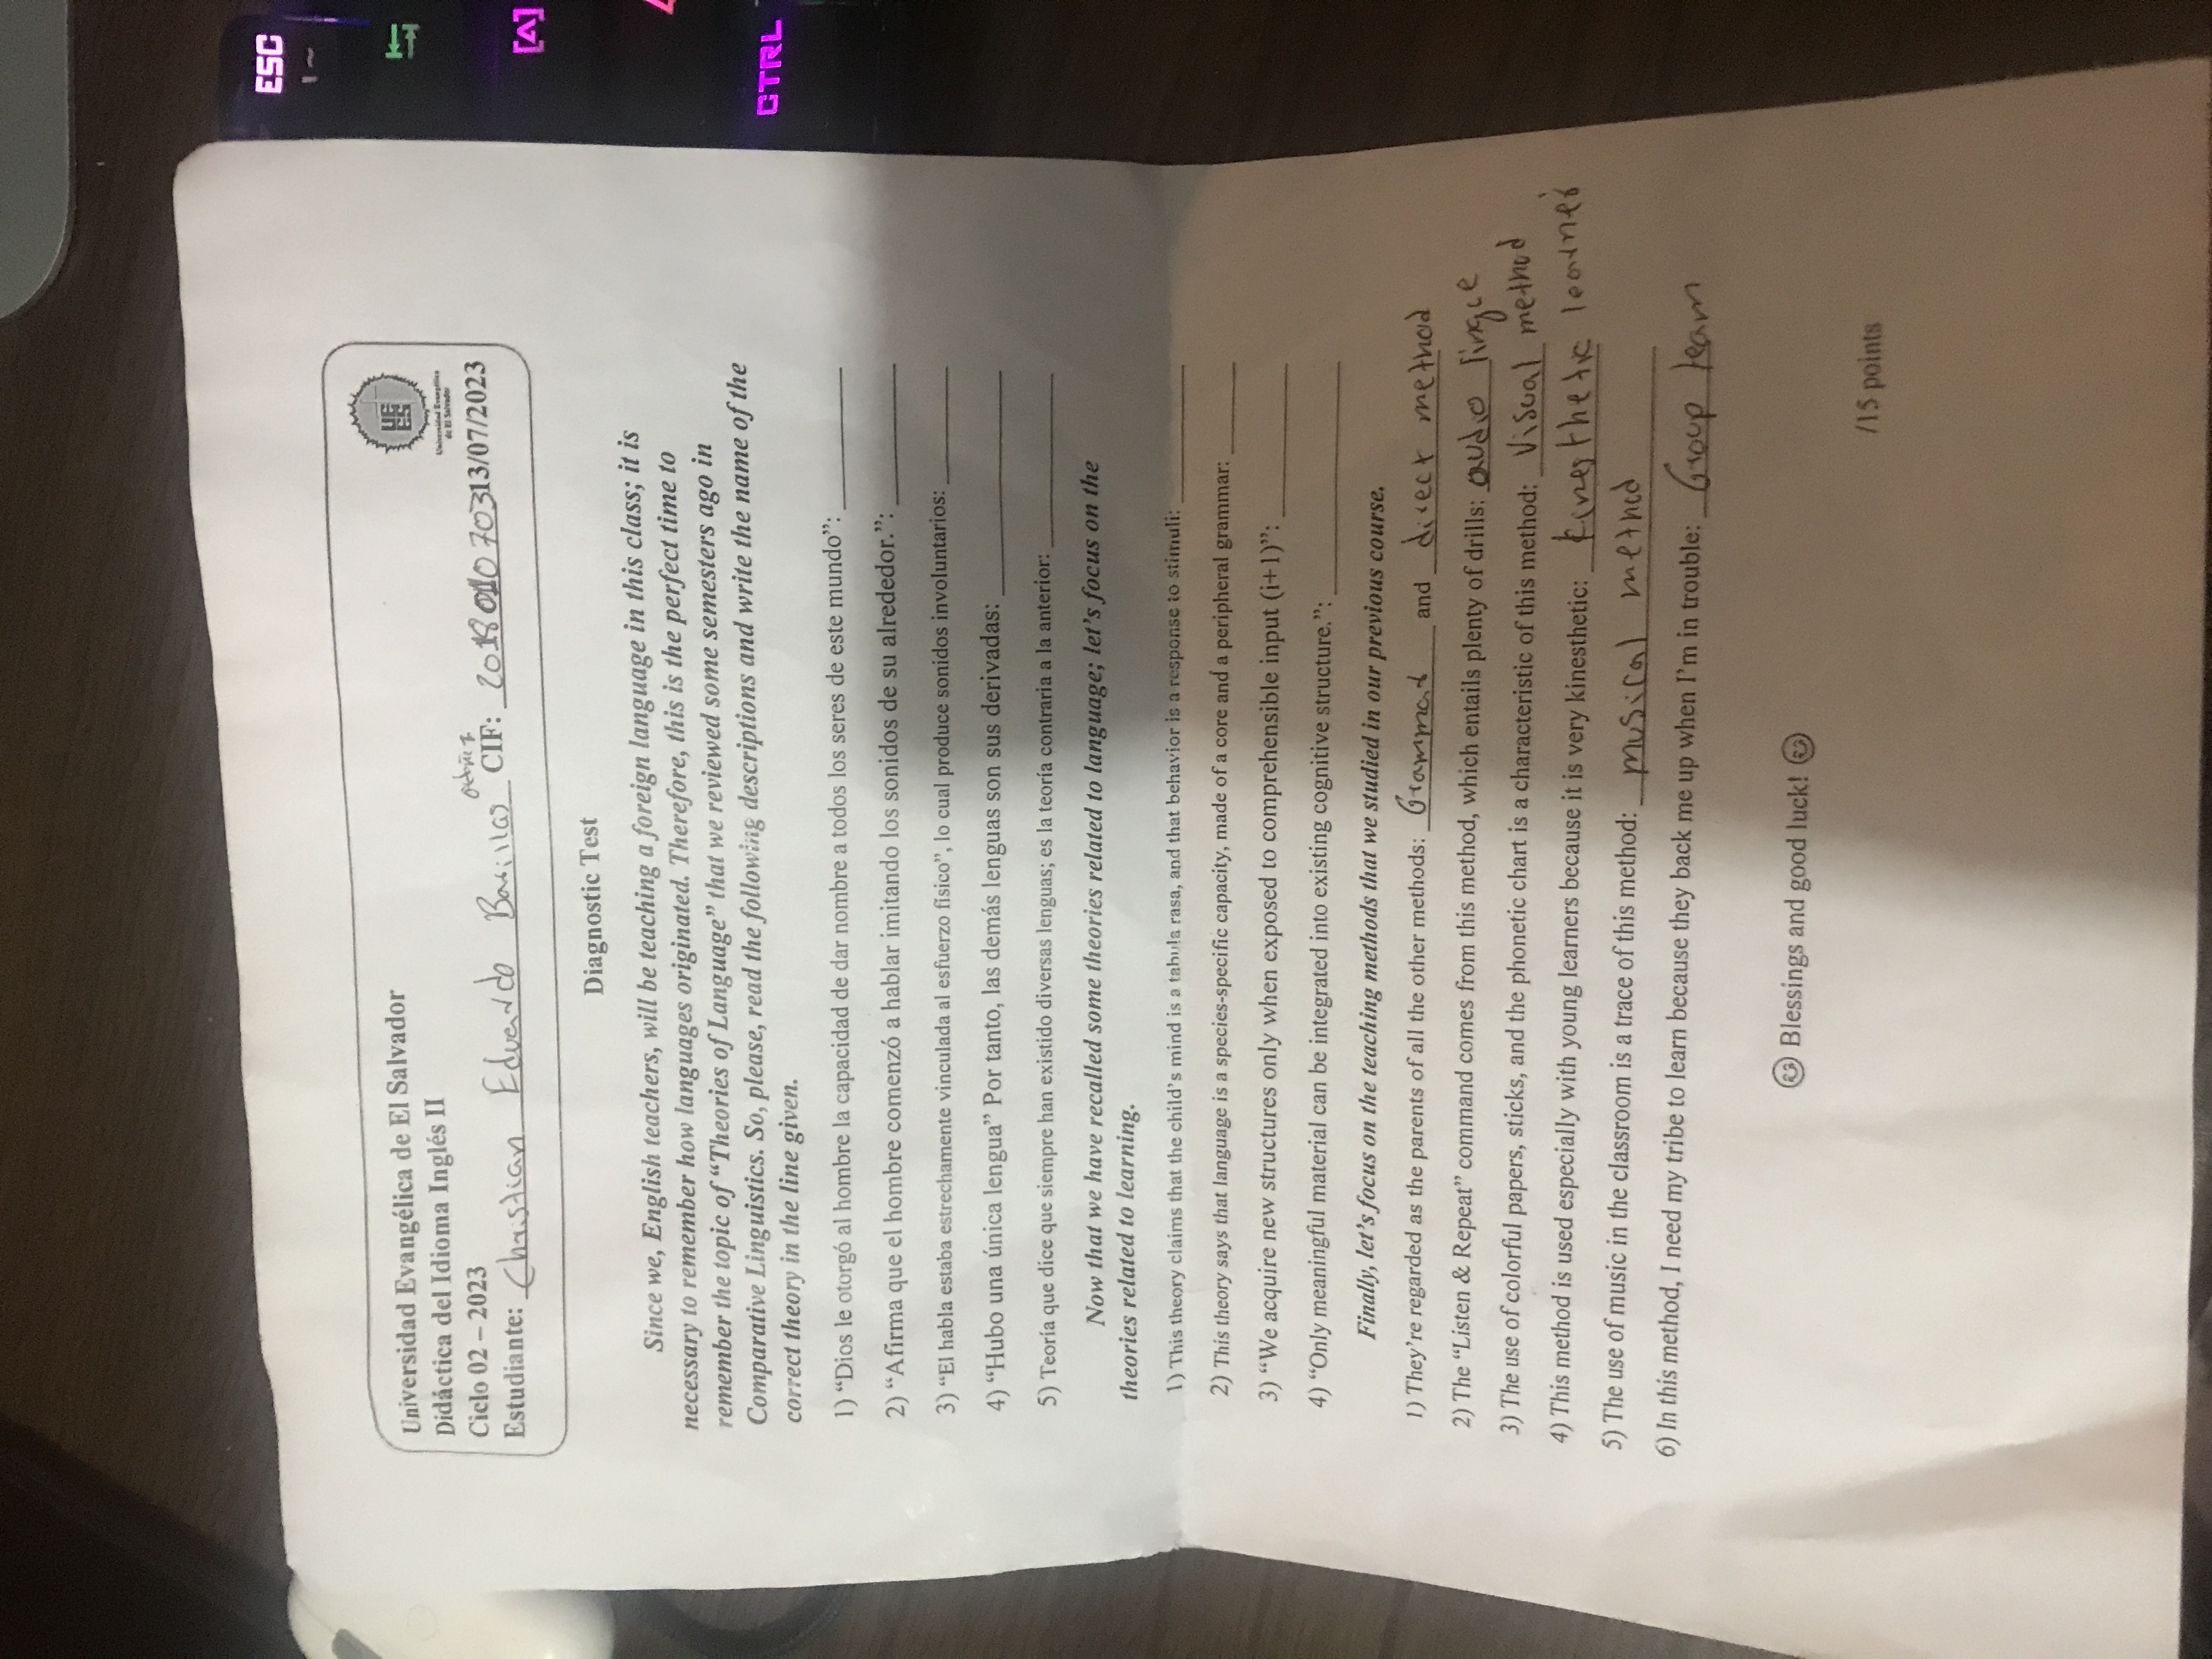 Universidad Evangélica de El Salvador
Didáctica del Idioma Inglés II
Ciclo 02 – 2023
Estudiante: Christian Eduardo Barillas CIF: 2018010703 13/07/2023
UE
ES
Universidad Evangélica
de El Salvador
Diagnostic Test
Since we, English teachers, will be teaching a foreign language in this class; it is
necessary to remember how languages originated. Therefore, this is the perfect time to
remember the topic of “Theories of Language” that we reviewed some semesters ago in
Comparative Linguistics. So, please, read the following descriptions and write the name of the
correct theory in the line given.
1) “Dios le otorgó al hombre la capacidad de dar nombre a todos los seres de este mundo”:
2) “Afirma que el hombre comenzó a hablar imitando los sonidos de su alrededor.”:
3) “El habla estaba estrechamente vinculada al esfuerzo físico”, lo cual produce sonidos involuntarios:
4) “Hubo una única lengua” Por tanto, las demás lenguas son sus derivadas:
5) Teoría que dice que siempre han existido diversas lenguas; es la teoría contraria a la anterior:
Now that we have recalled some theories related to language; let’s focus on the
theories related to learning.
1) This theory claims that the child’s mind is a tabula rasa, and that behavior is a response to stimuli:
2) This theory says that language is a species-specific capacity, made of a core and a peripheral grammar:
3) “We acquire new structures only when exposed to comprehensible input (i+1)”:
4) “Only meaningful material can be integrated into existing cognitive structure.”:
Finally, let’s focus on the teaching methods that we studied in our previous course.
1) They’re regarded as the parents of all the other methods: Grammar and direct method
2) The “Listen & Repeat” command comes from this method, which entails plenty of drills: audio
3) The use of colorful papers, sticks, and the phonetic chart is a characteristic of this method: Visual method
4) This method is used especially with young learners because it is very kinesthetic: Kinesthetic learner
5) The use of music in the classroom is a trace of this method: musical method
6) In this method, I need my tribe to learn because they back me up when I’m in trouble: Group team
Blessings and good luck!
/15 points
ESC
[A]
CTRL